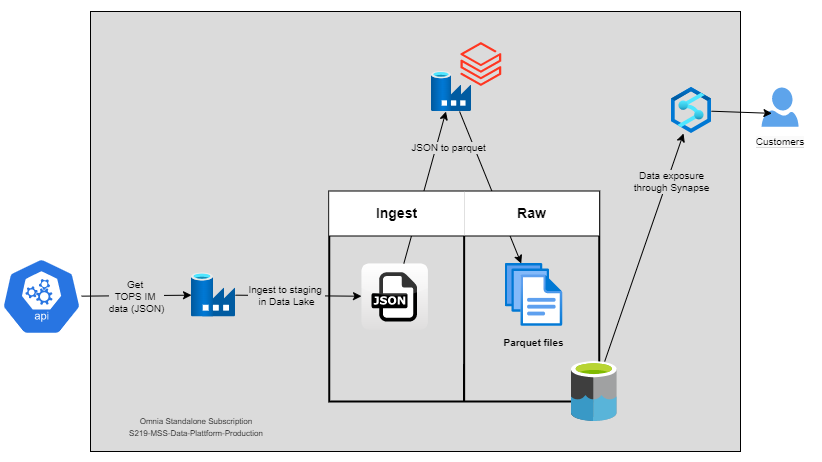 JSON to parquet
Customers
Data exposure
through Synapse
Ingest
Raw
Get
TOPS IM
data (JSON)
Ingest to staging
in Data Lake
JSON
api
Parquet files
Omnia Standalone Subscription
S219-MSS-Data-Plattform-Production